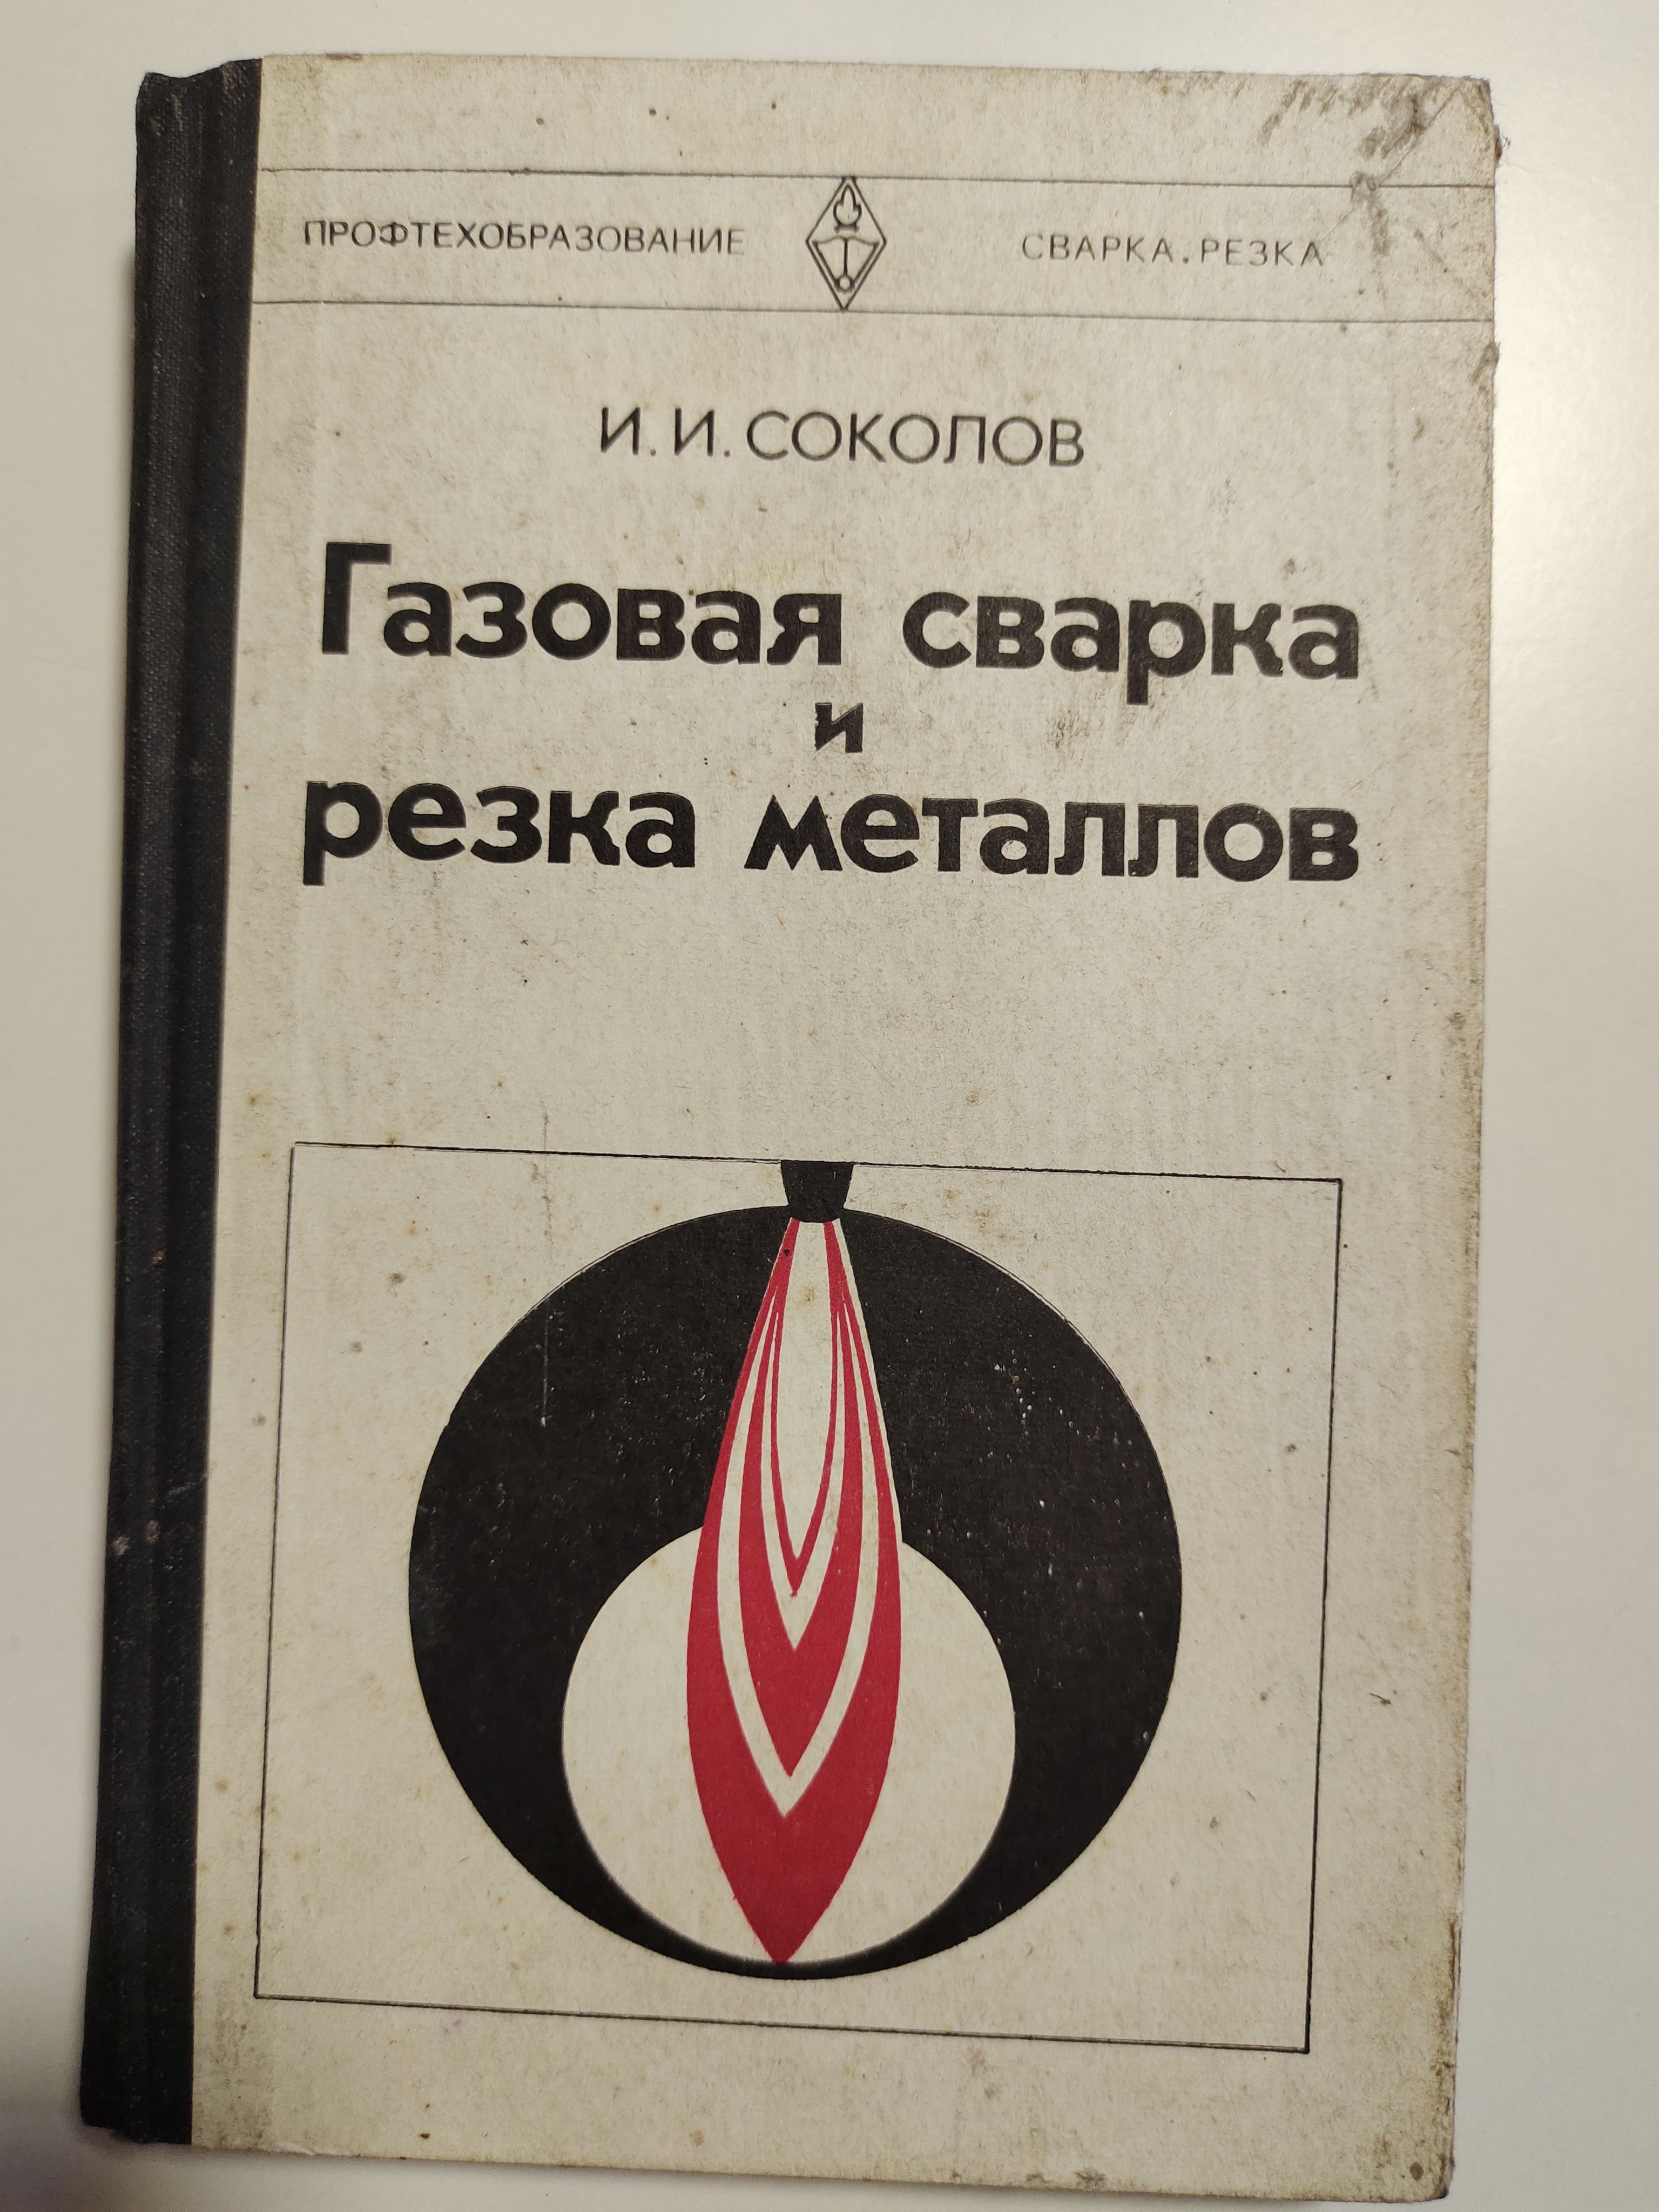 ПРОФТЕХОБРАЗОВАНИЕ СВАРКА. РЕЗКА
И. И. СОКОЛОВ
Газовая сварка
и
резка металлов